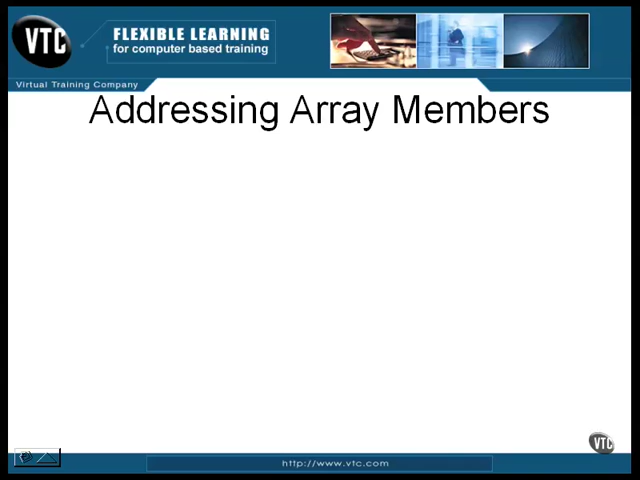 VTC
FLEXIBLE LEARNING
for computer based training
Virtual Training Company
Addressing Array Members
VTC
http://www.vtc.com